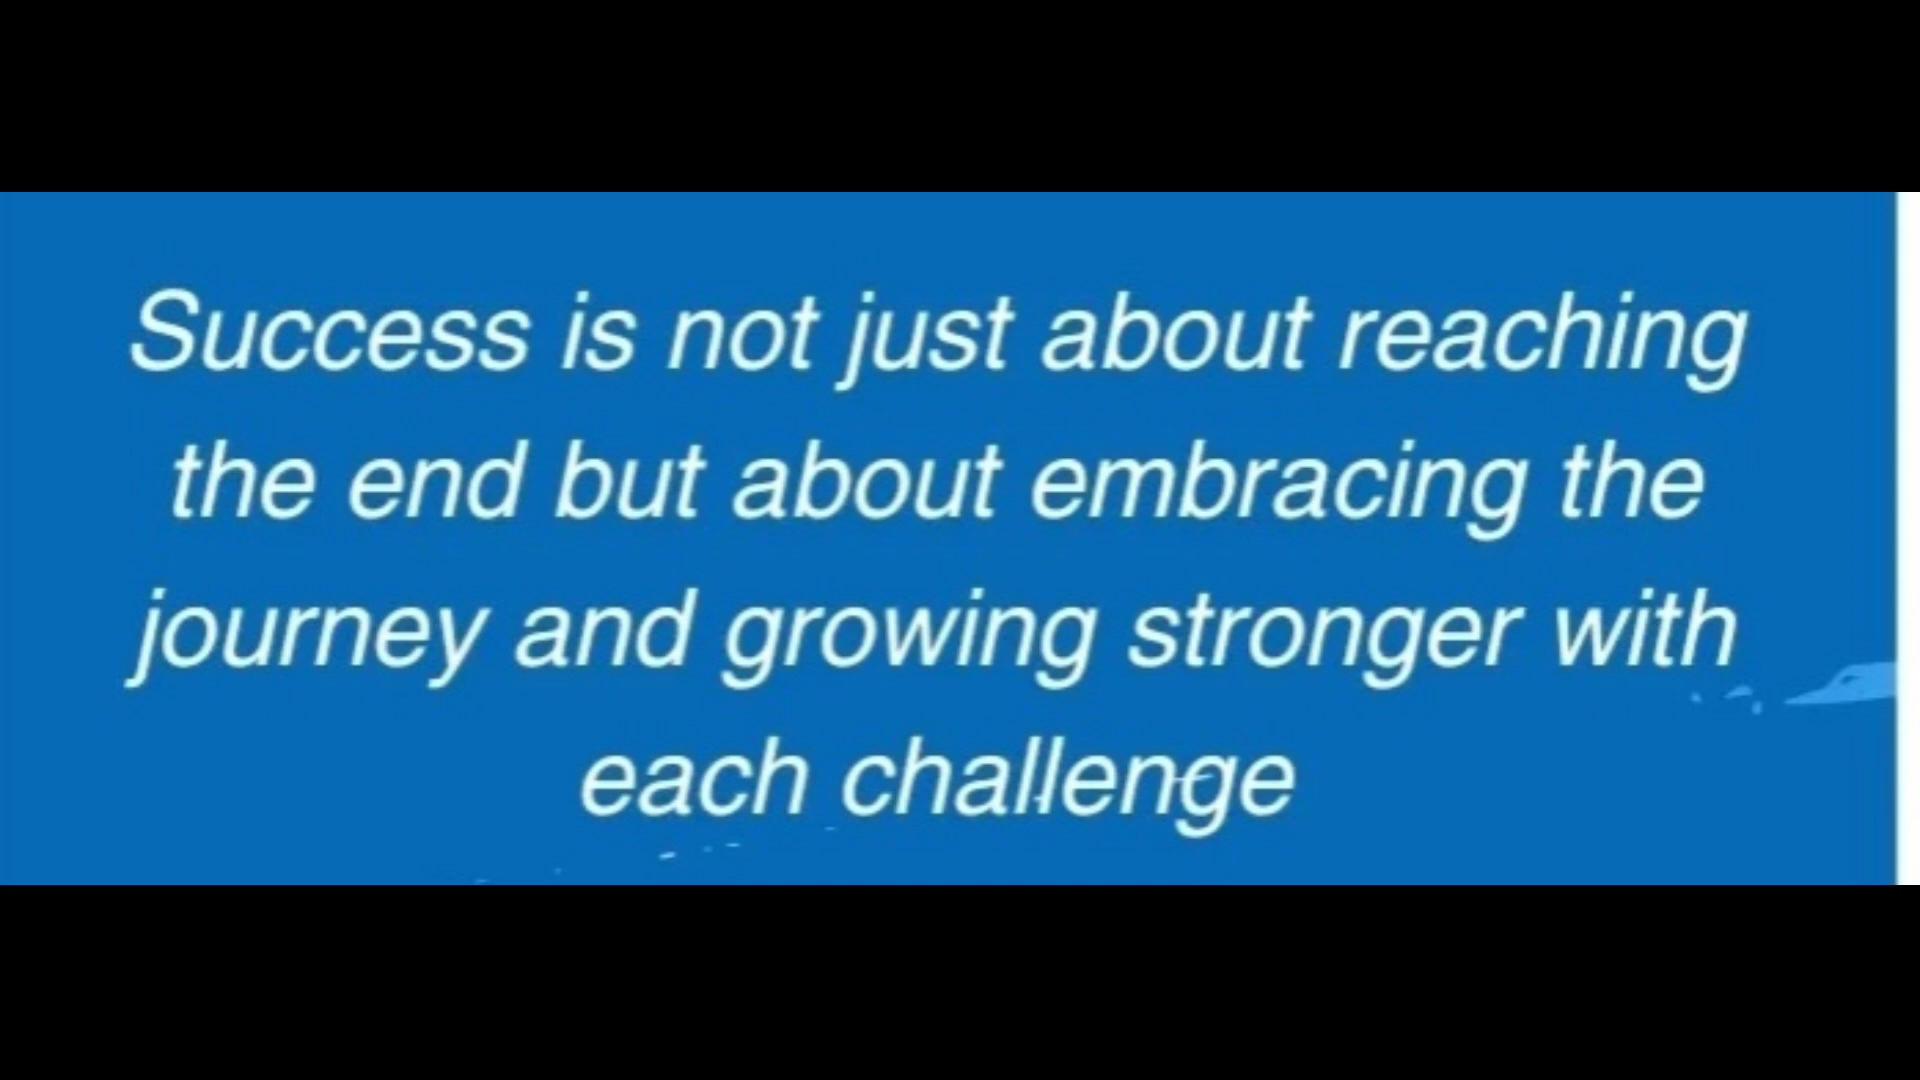 Success is not just about reaching
the end but about embracing the
journey and growing stronger with
each challenge